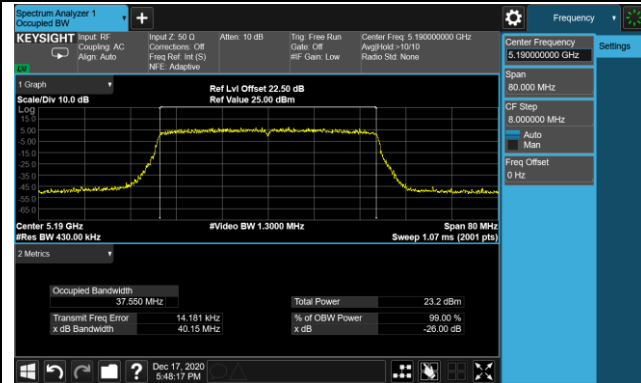 Spectrum Analyzer 1
Occupied BW
+
Frequency
KEYSIGHT
Input: RF
Coupling: AC
Align: Auto
Input Z: 50 Ω
Corrections: Off
Freq Ref: Int (S)
NFE: Adaptive
Atten: 10 dB
Trig: Free Run
Gate: Off
#IF Gain: Low
Center Freq: 5.190000000 GHz
Avg|Hold >10/10
Radio Std: None
Center Frequency
5.190000000 GHz
Settings
Span
80.000 MHz
CF Step
8.000000 MHz
Auto
Man
Freq Offset
0 Hz
1 Graph
Scale/Div 10.0 dB
Ref Lvl Offset 22.50 dB
Ref Value 25.00 dBm
Log
15.0
5.00
-5.00
-15.0
-25.0
-35.0
-45.0
-55.0
-65.0
Center 5.19 GHz
#Res BW 430.00 kHz
#Video BW 1.3000 MHz
Span 80 MHz
Sweep 1.07 ms (2001 pts)
2 Metrics
Occupied Bandwidth
37.550 MHz
Transmit Freq Error 14.181 kHz
x dB Bandwidth 40.15 MHz
Total Power 23.2 dBm
% of OBW Power 99.00 %
x dB -26.00 dB
?
Dec 17, 2020
5:48:17 PM